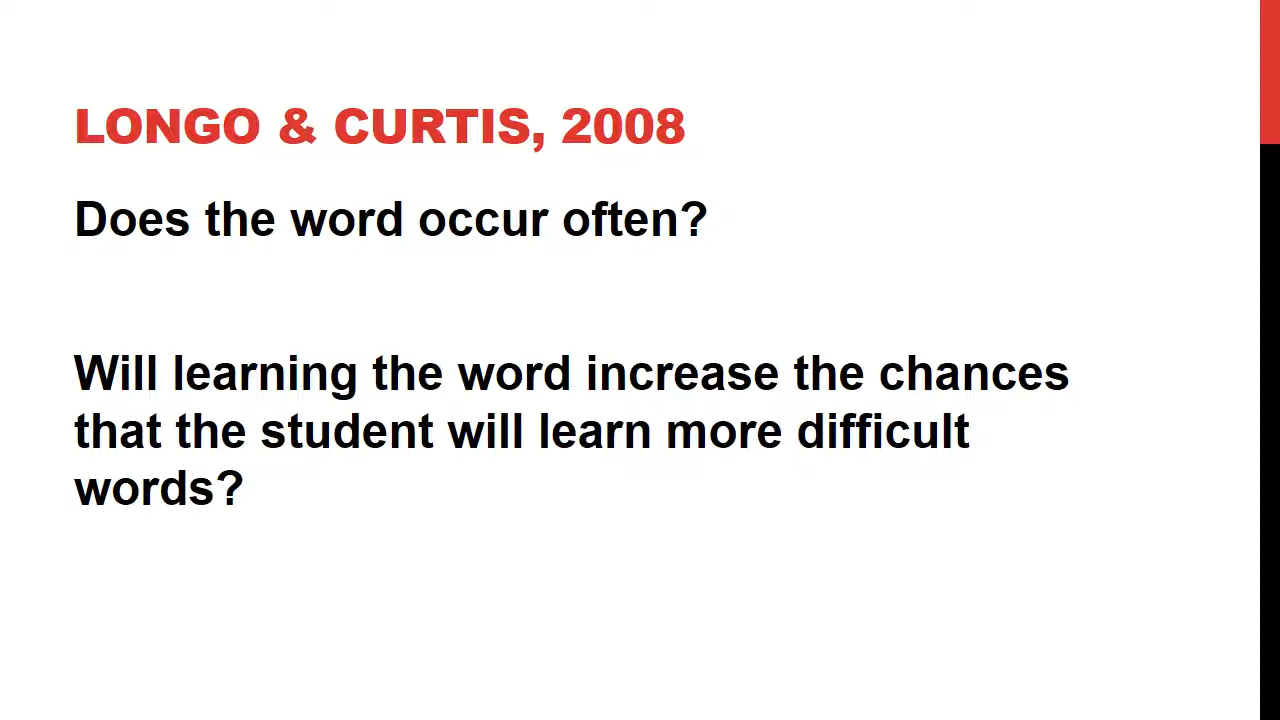 LONGO & CURTIS, 2008
Does the word occur often?
Will learning the word increase the chances
that the student will learn more difficult
words?